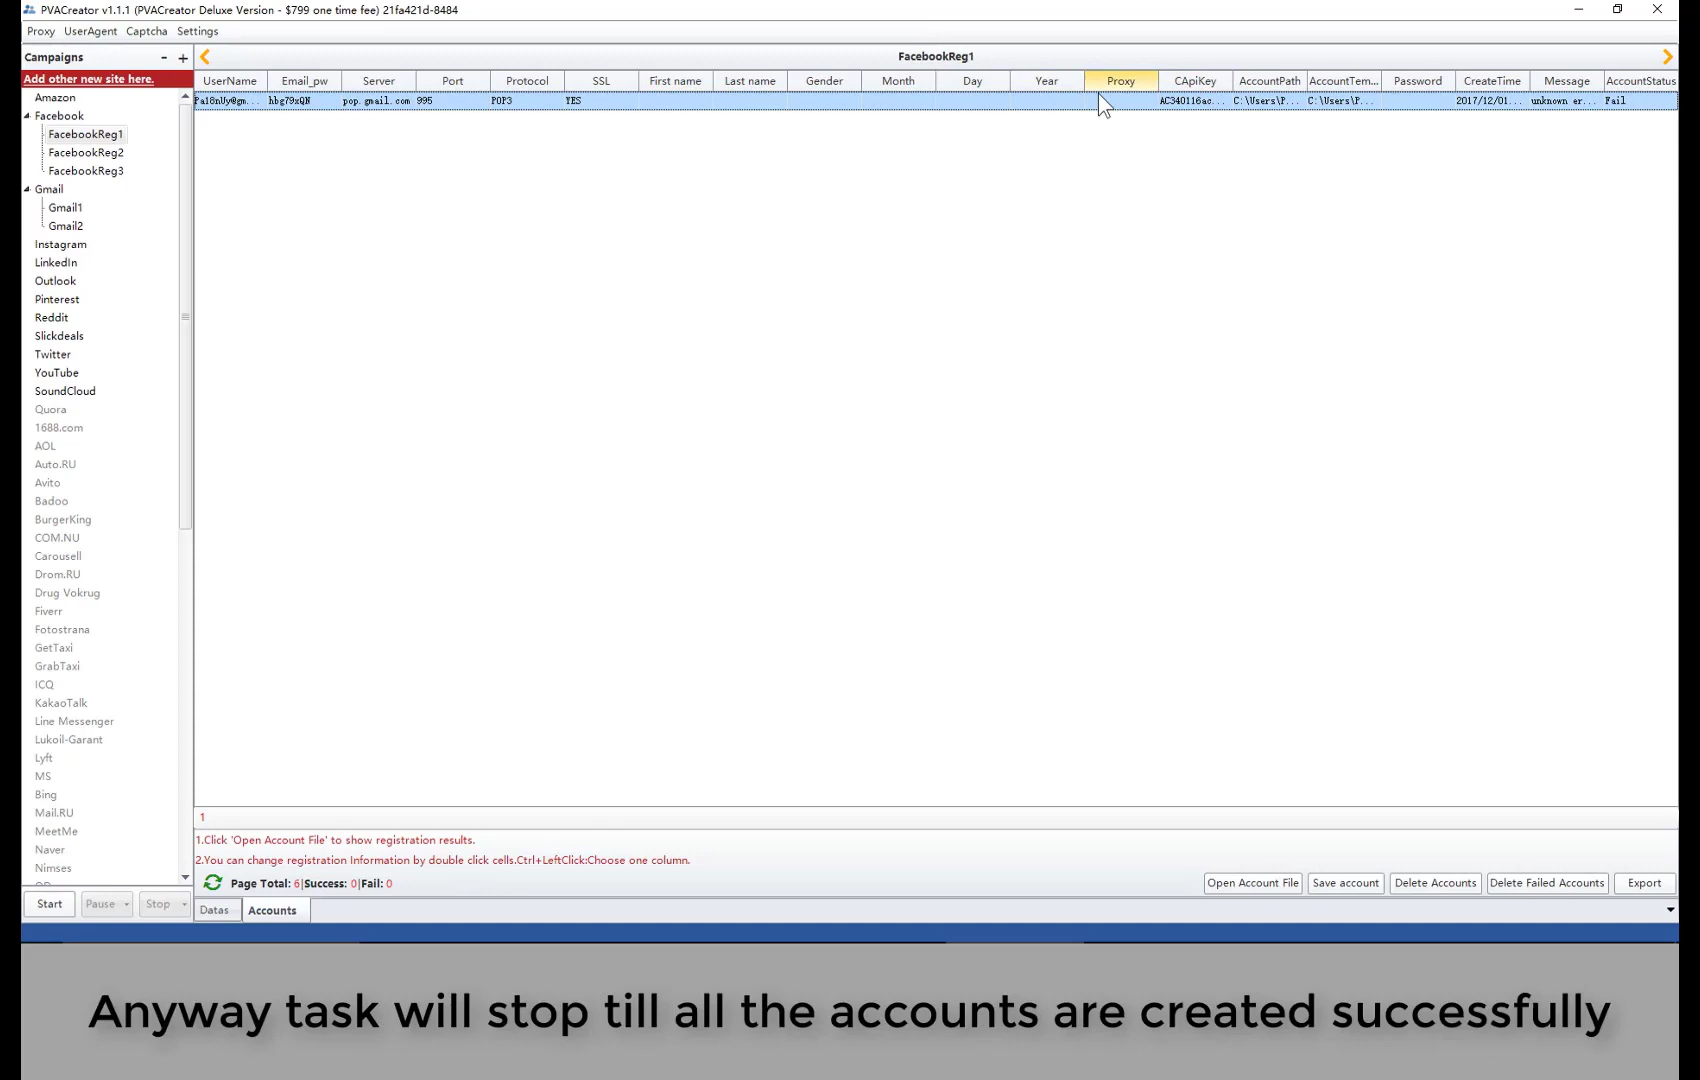 PVACreator v1.1.1 (PVACreator Deluxe Version - $799 one time fee) 21fa421d-8484
Proxy UserAgent Captcha Settings
Campaigns - +
FacebookReg1
Add other new site here.
UserName Email_pw Server Port Protocol SSL First name Last name Gender Month Day Year Proxy CApiKey AccountPath AccountTem... Password CreateTime Message AccountStatus
Pa18nUy@gm... hbg79xQN pop.gmail.com 995 POP3 YES AC340116ac... C:\Users\P... C:\Users\P... 2017/12/01... unknown er... Fail
Amazon
Facebook
FacebookReg1
FacebookReg2
FacebookReg3
Gmail
Gmail1
Gmail2
Instagram
LinkedIn
Outlook
Pinterest
Reddit
Slickdeals
Twitter
YouTube
SoundCloud
Quora
1688.com
AOL
Auto.RU
Avito
Badoo
BurgerKing
COM.NU
Carousell
Drom.RU
Drug Vokrug
Fiverr
Fotostrana
GetTaxi
GrabTaxi
ICQ
KakaoTalk
Line Messenger
Lukoil-Garant
Lyft
MS
Bing
Mail.RU
MeetMe
Naver
Nimses
1
1.Click 'Open Account File' to show registration results.
2.You can change registration Information by double click cells.Ctrl+LeftClick:Choose one column.
Page Total: 6|Success: 0|Fail: 0
Open Account File Save account Delete Accounts Delete Failed Accounts Export
Start Pause Stop Datas Accounts
Anyway task will stop till all the accounts are created successfully